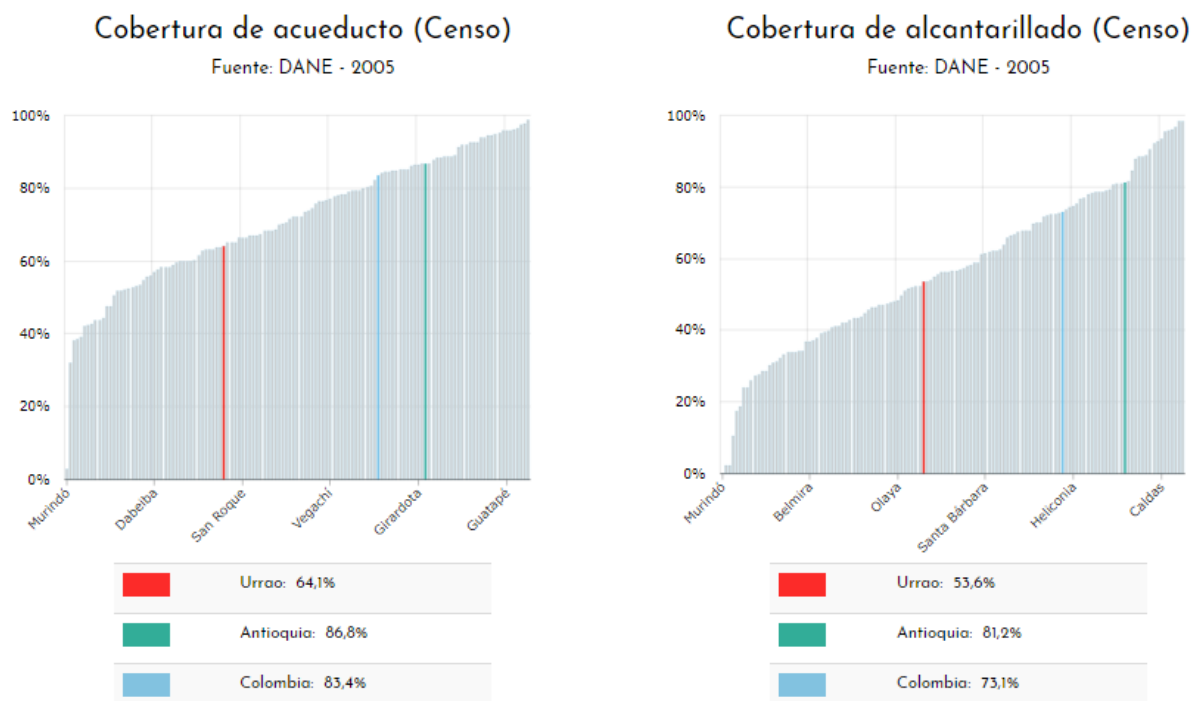 Cobertura de acueducto (Censo)
Fuente: DANE - 2005
100%
80%
60%
40%
20%
0%
Murindó
Dabeiba
San Roque
Vegachí
Girardota
Guatapé
Urrao: 64,1%
Antioquia: 86,8%
Colombia: 83,4%
Cobertura de alcantarillado (Censo)
Fuente: DANE - 2005
100%
80%
60%
40%
20%
0%
Murindó
Belmira
Olaya
Santa Bárbara
Heliconia
Caldas
Urrao: 53,6%
Antioquia: 81,2%
Colombia: 73,1%